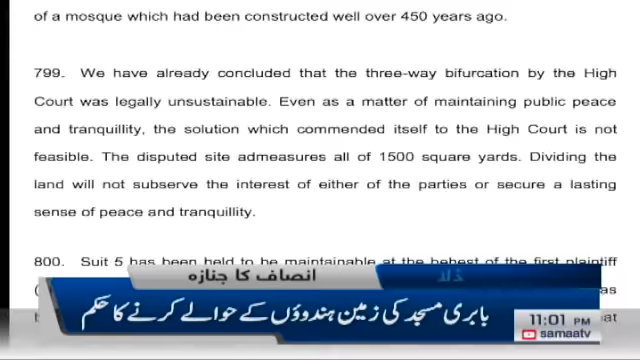 of a mosque which had been constructed well over 450 years ago.
799. We have already concluded that the three-way bifurcation by the High
Court was legally unsustainable. Even as a matter of maintaining public peace
and tranquillity, the solution which commended itself to the High Court is not
feasible. The disputed site admeasures all of 1500 square yards. Dividing the
land will not subserve the interest of either of the parties or secure a lasting
sense of peace and tranquillity.
800. Suit 5 has been held to be maintainable at the behest of the first plaintiff
انصاف کا جنازہ
بابری مسجد کی زمین ہندوؤں کے حوالے کرنے کا حکم
11:01 PM
samaatv